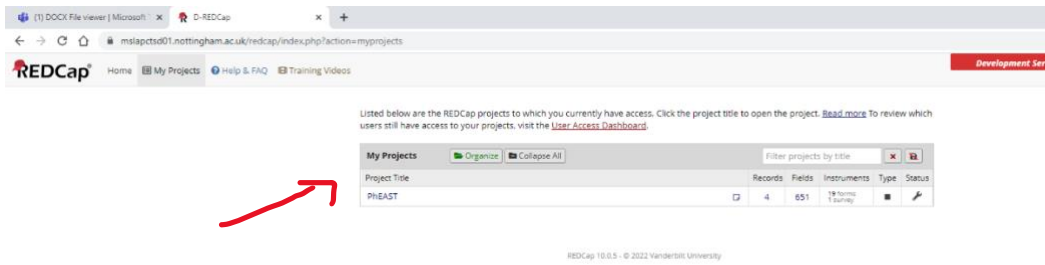 (1) DOCX File viewer | Microsoft
D-REDCap
mslapctsd01.nottingham.ac.uk/redcap/index.php?action=myprojects
REDCap Home My Projects Help & FAQ Training Videos
Development Ser
Listed below are the REDCap projects to which you currently have access. Click the project title to open the project. Read more To review which
users still have access to your projects, visit the User Access Dashboard.
My Projects Organize Collapse All Filter projects by title
Project Title Records Fields Instruments Type Status
PhEAST 4 651 19 forms
1 survey
REDCap 10.0.5 - © 2022 Vanderbilt University